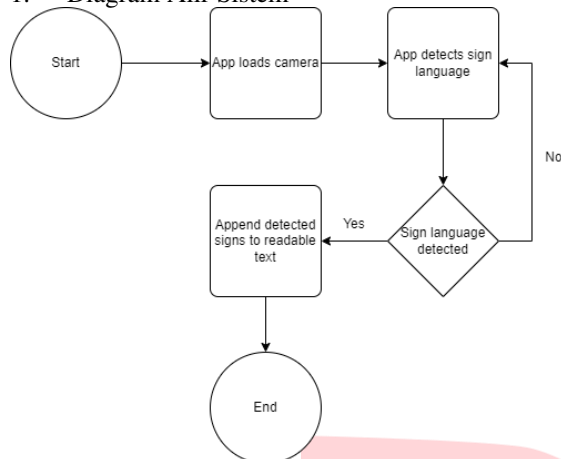 1. Diagram Alir Sistem
Start
App loads camera
App detects sign
language
No
Sign language
detected
Yes
Append detected
signs to readable
text
End